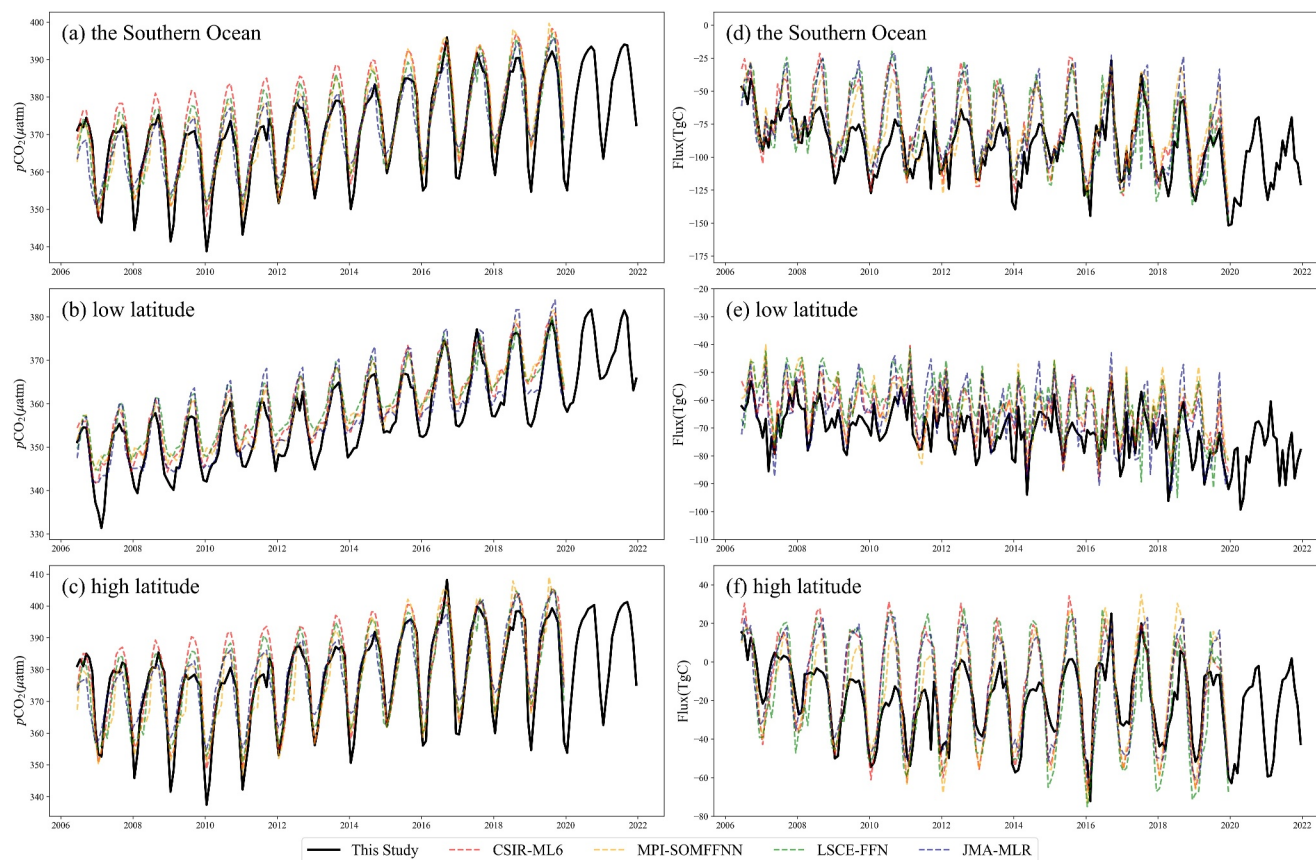 (a) the Southern Ocean
pCO₂(μatm)
400
390
380
370
360
350
340
2006 2008 2010 2012 2014 2016 2018 2020 2022
(d) the Southern Ocean
Flux(TgC)
0
−25
−50
−75
−100
−125
−150
−175
2006 2008 2010 2012 2014 2016 2018 2020 2022
(b) low latitude
pCO₂(μatm)
380
370
360
350
340
330
2006 2008 2010 2012 2014 2016 2018 2020 2022
(e) low latitude
Flux(TgC)
−20
−30
−40
−50
−60
−70
−80
−90
−100
−110
2006 2008 2010 2012 2014 2016 2018 2020 2022
(c) high latitude
pCO₂(μatm)
410
400
390
380
370
360
350
340
2006 2008 2010 2012 2014 2016 2018 2020 2022
(f) high latitude
Flux(TgC)
40
20
0
−20
−40
−60
−80
2006 2008 2010 2012 2014 2016 2018 2020 2022
This Study CSIR-ML6 MPI-SOMFFNN LSCE-FFN JMA-MLR